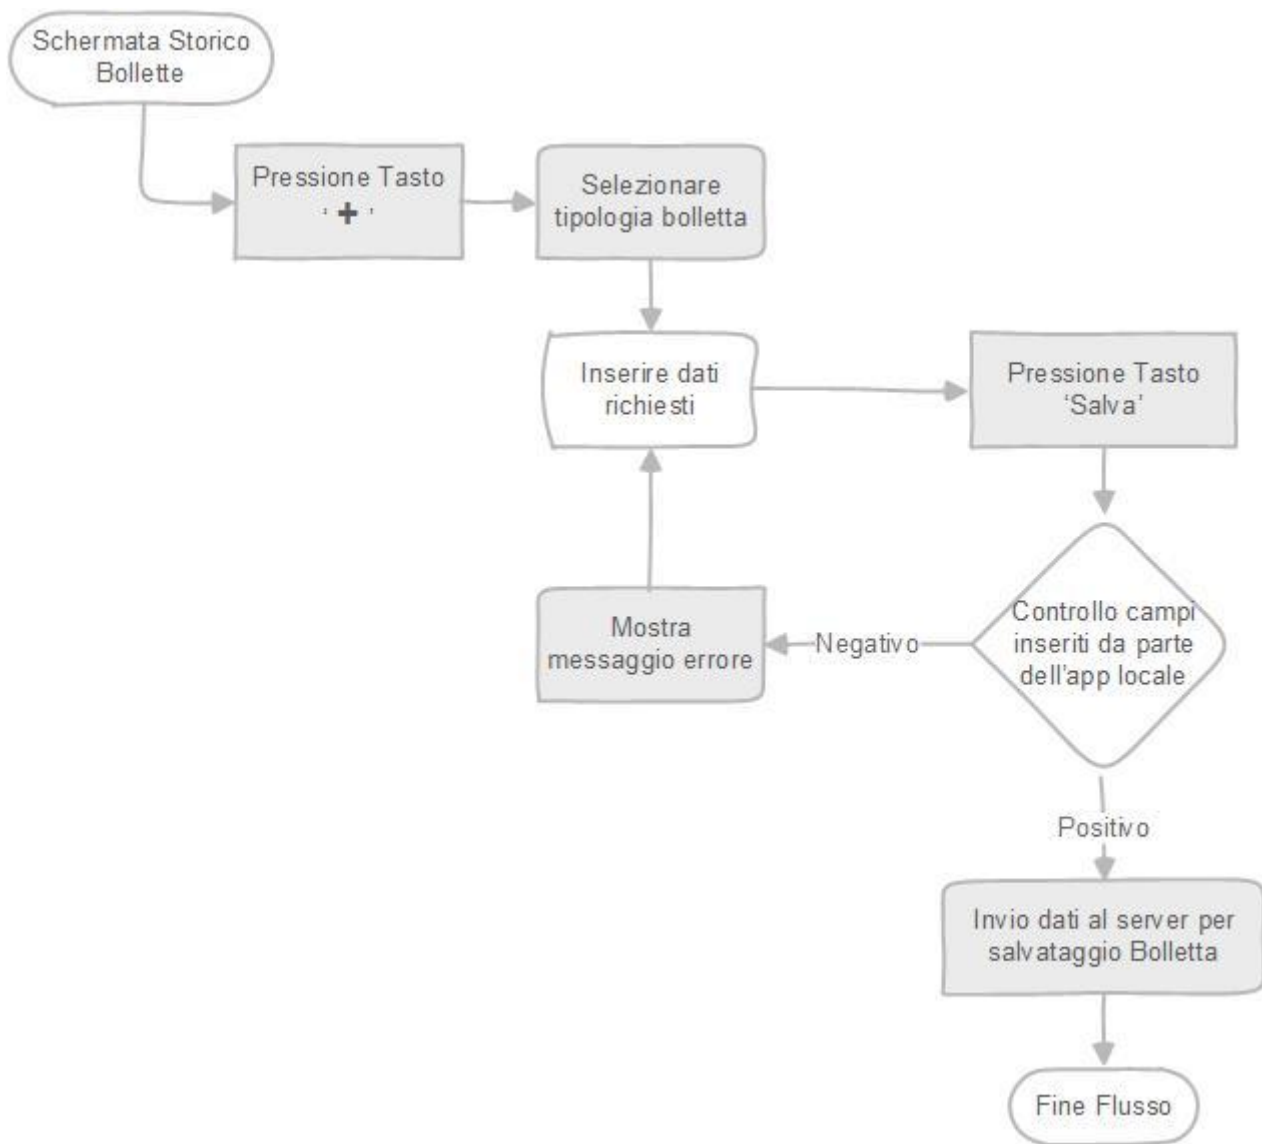 Schermata Storico
Bollette
Pressione Tasto
‘ + ’
Selezionare
tipologia bolletta
Inserire dati
richiesti
Pressione Tasto
‘Salva’
Controllo campi
inseriti da parte
dell'app locale
Negativo
Mostra
messaggio errore
Positivo
Invio dati al server per
salvataggio Bolletta
Fine Flusso